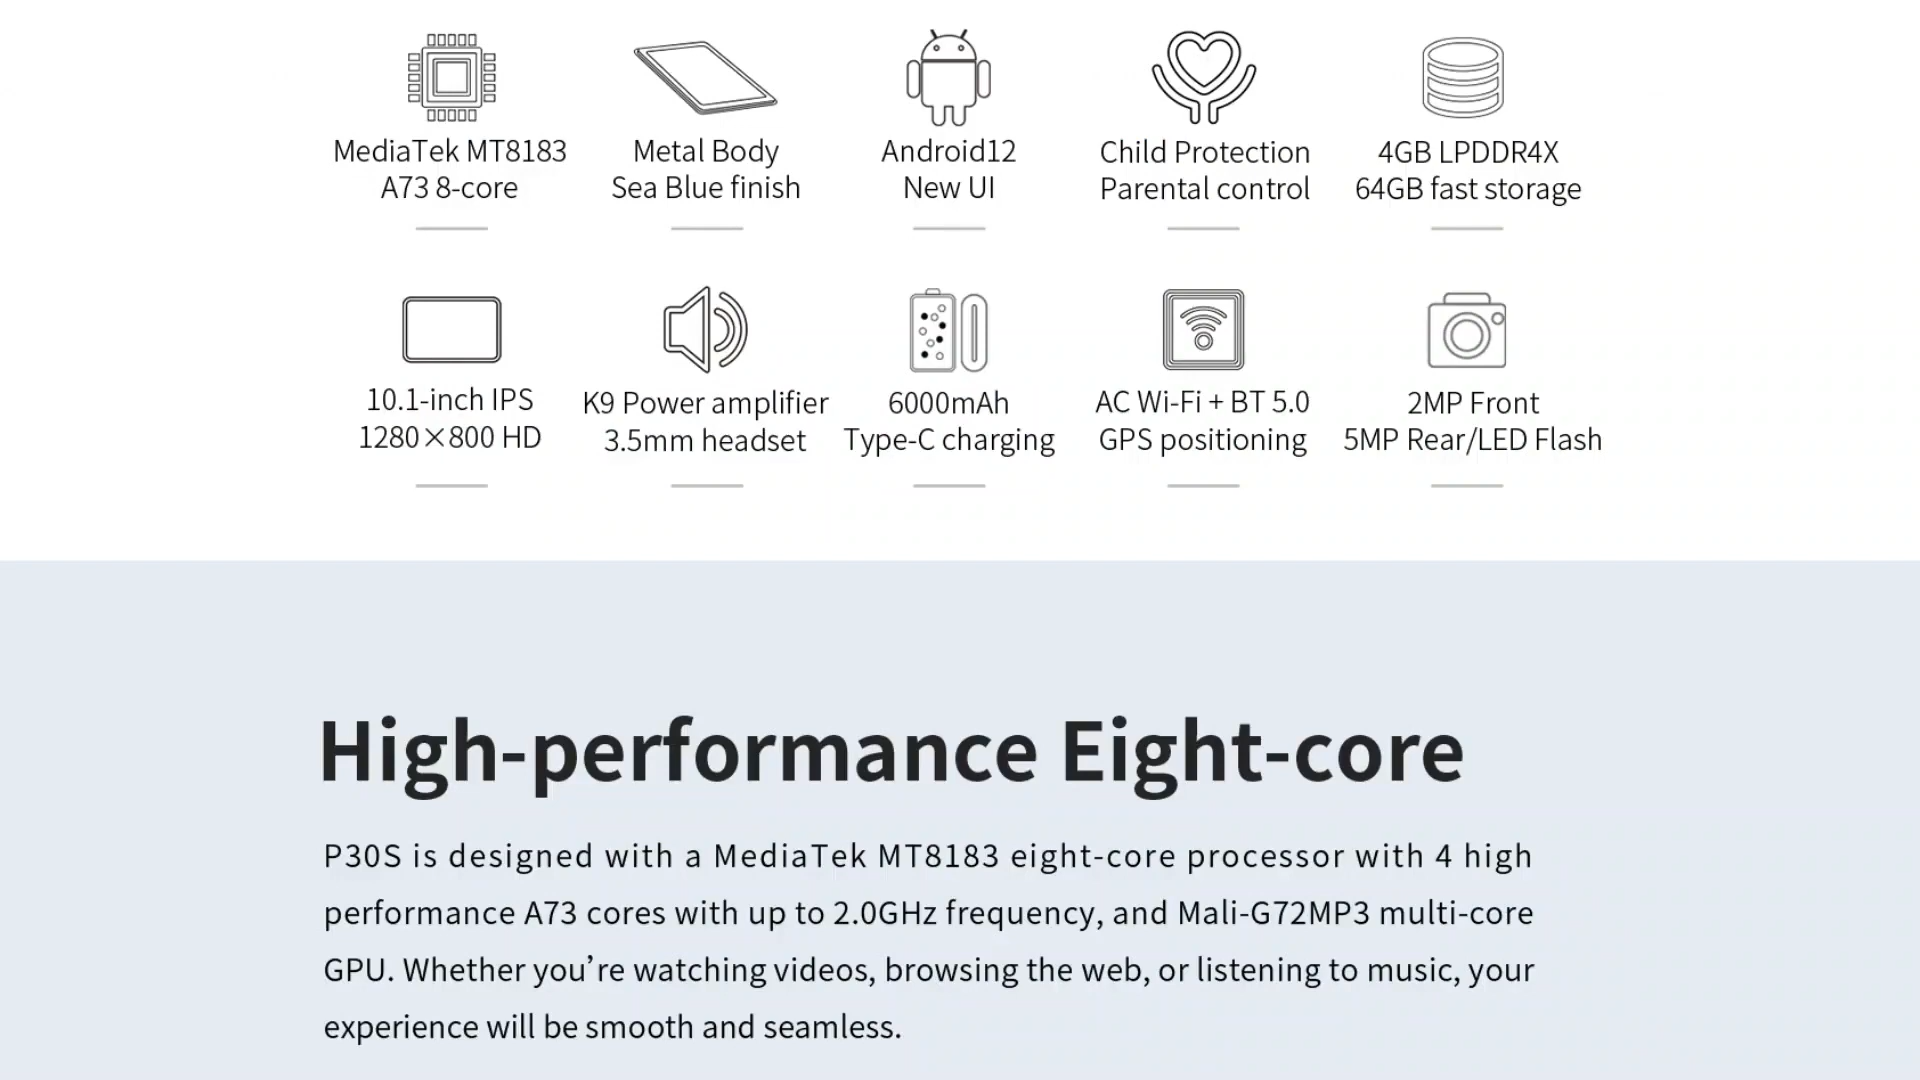 MediaTek MT8183
A73 8-core
Metal Body
Sea Blue finish
Android12
New UI
Child Protection
Parental control
4GB LPDDR4X
64GB fast storage
10.1-inch IPS
1280×800 HD
K9 Power amplifier
3.5mm headset
6000mAh
Type-C charging
AC Wi-Fi + BT 5.0
GPS positioning
2MP Front
5MP Rear/LED Flash
High-performance Eight-core
P30S is designed with a MediaTek MT8183 eight-core processor with 4 high
performance A73 cores with up to 2.0GHz frequency, and Mali-G72MP3 multi-core
GPU. Whether you’re watching videos, browsing the web, or listening to music, your
experience will be smooth and seamless.